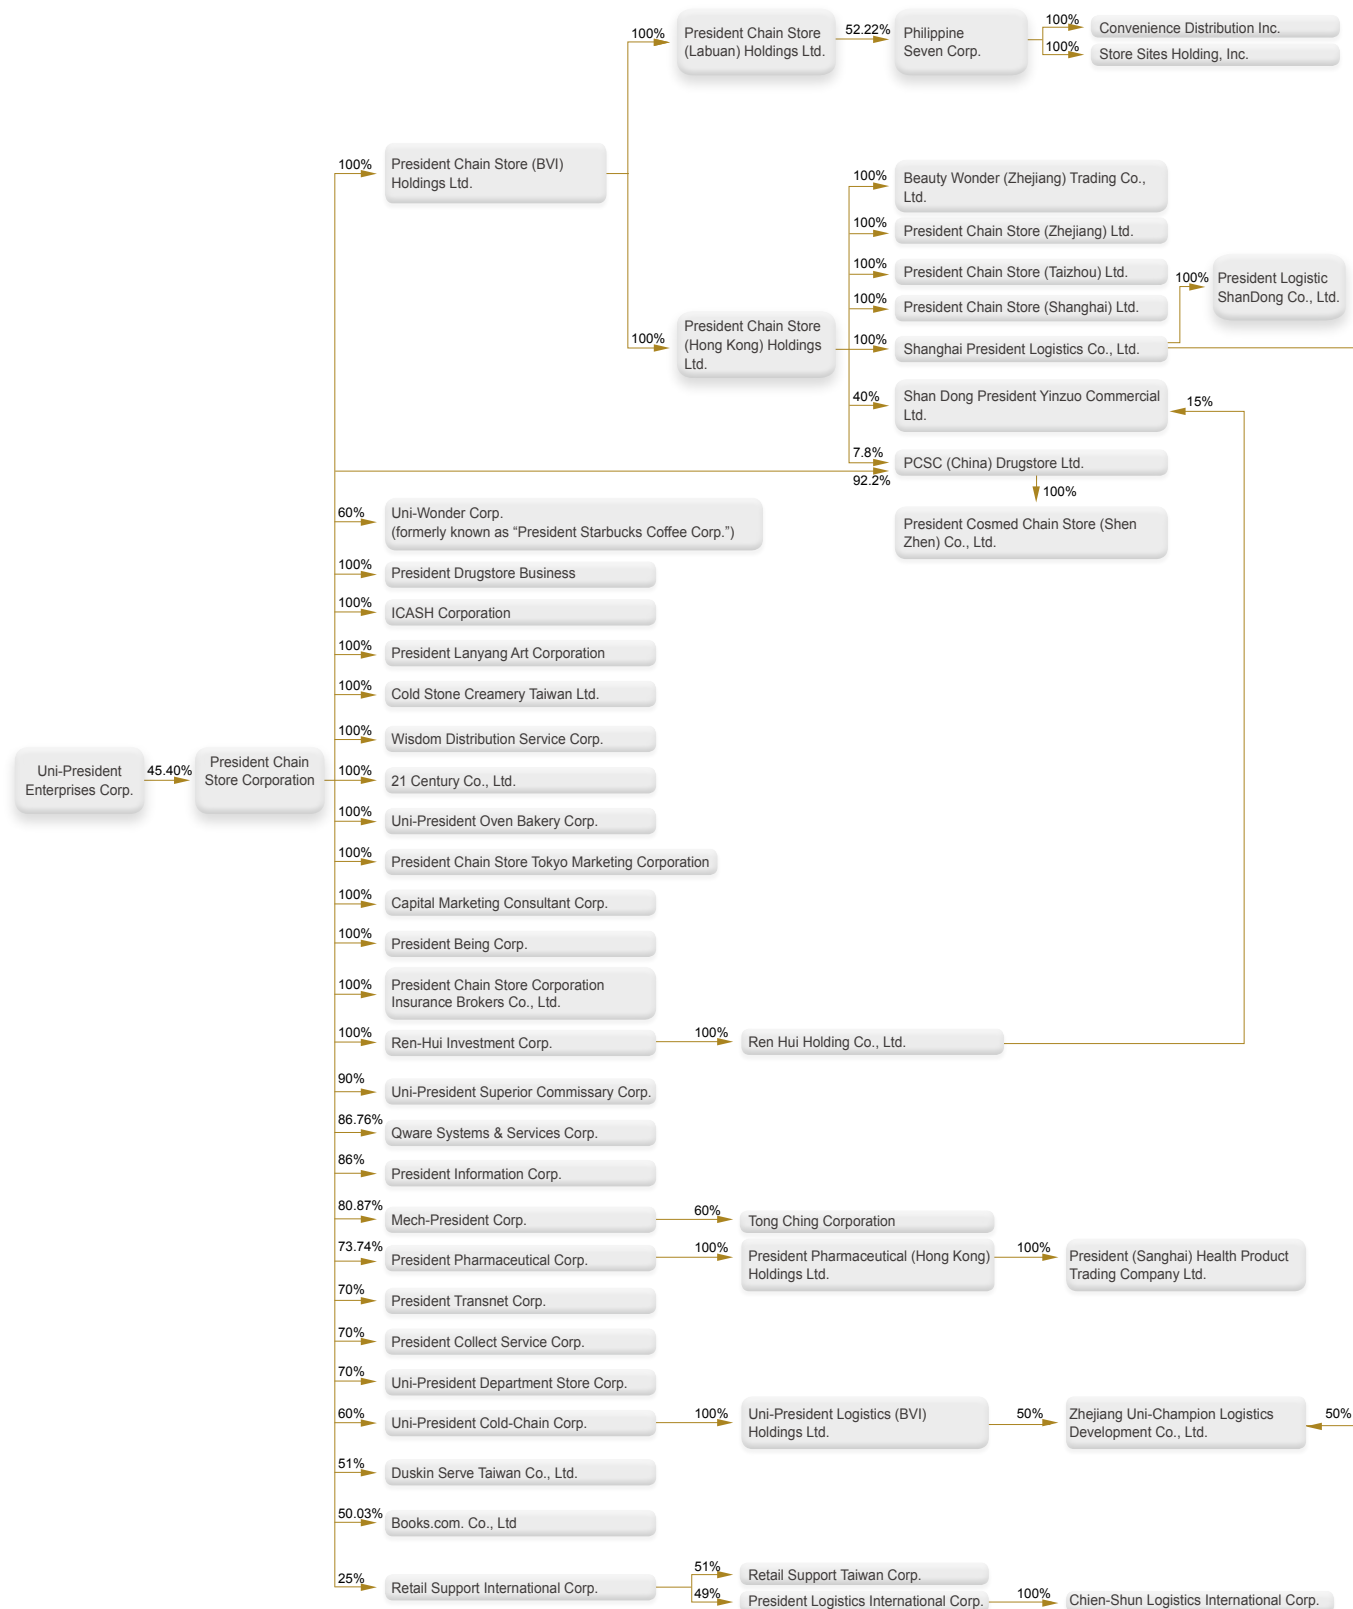 100%
President Chain Store
(Labuan) Holdings Ltd.
52.22%
Philippine
Seven Corp.
100%
Convenience Distribution Inc.
100%
Store Sites Holding, Inc.
100%
President Chain Store (BVI)
Holdings Ltd.
100%
Beauty Wonder (Zhejiang) Trading Co.,
Ltd.
100%
President Chain Store (Zhejiang) Ltd.
100%
President Chain Store (Taizhou) Ltd.
100%
President Logistic
ShanDong Co., Ltd.
100%
President Chain Store (Shanghai) Ltd.
100%
President Chain Store
(Hong Kong) Holdings
Ltd.
100%
Shanghai President Logistics Co., Ltd.
40%
Shan Dong President Yinzuo Commercial
Ltd.
15%
7.8%
PCSC (China) Drugstore Ltd.
92.2%
100%
President Cosmed Chain Store (Shen
Zhen) Co., Ltd.
60%
Uni-Wonder Corp.
(formerly known as “President Starbucks Coffee Corp.”)
100%
President Drugstore Business
100%
ICASH Corporation
100%
President Lanyang Art Corporation
100%
Cold Stone Creamery Taiwan Ltd.
100%
Wisdom Distribution Service Corp.
Uni-President
Enterprises Corp.
45.40%
President Chain
Store Corporation
100%
21 Century Co., Ltd.
100%
Uni-President Oven Bakery Corp.
100%
President Chain Store Tokyo Marketing Corporation
100%
Capital Marketing Consultant Corp.
100%
President Being Corp.
100%
President Chain Store Corporation
Insurance Brokers Co., Ltd.
100%
Ren-Hui Investment Corp.
100%
Ren Hui Holding Co., Ltd.
90%
Uni-President Superior Commissary Corp.
86.76%
Qware Systems & Services Corp.
86%
President Information Corp.
80.87%
Mech-President Corp.
60%
Tong Ching Corporation
73.74%
President Pharmaceutical Corp.
100%
President Pharmaceutical (Hong Kong)
Holdings Ltd.
100%
President (Sanghai) Health Product
Trading Company Ltd.
70%
President Transnet Corp.
70%
President Collect Service Corp.
70%
Uni-President Department Store Corp.
60%
Uni-President Cold-Chain Corp.
100%
Uni-President Logistics (BVI)
Holdings Ltd.
50%
Zhejiang Uni-Champion Logistics
Development Co., Ltd.
50%
51%
Duskin Serve Taiwan Co., Ltd.
50.03%
Books.com. Co., Ltd
25%
Retail Support International Corp.
51%
Retail Support Taiwan Corp.
49%
President Logistics International Corp.
100%
Chien-Shun Logistics International Corp.